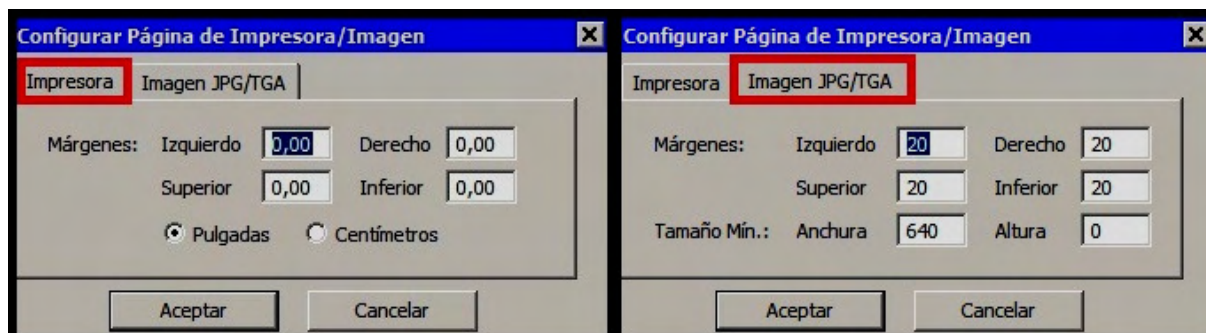 Configurar Página de Impresora/Imagen
Impresora Imagen JPG/TGA
Márgenes: Izquierdo 0,00 Derecho 0,00
Superior 0,00 Inferior 0,00
Pulgadas Centímetros
Aceptar Cancelar
Configurar Página de Impresora/Imagen
Impresora Imagen JPG/TGA
Márgenes: Izquierdo 20 Derecho 20
Superior 20 Inferior 20
Tamaño Mín.: Anchura 640 Altura 0
Aceptar Cancelar